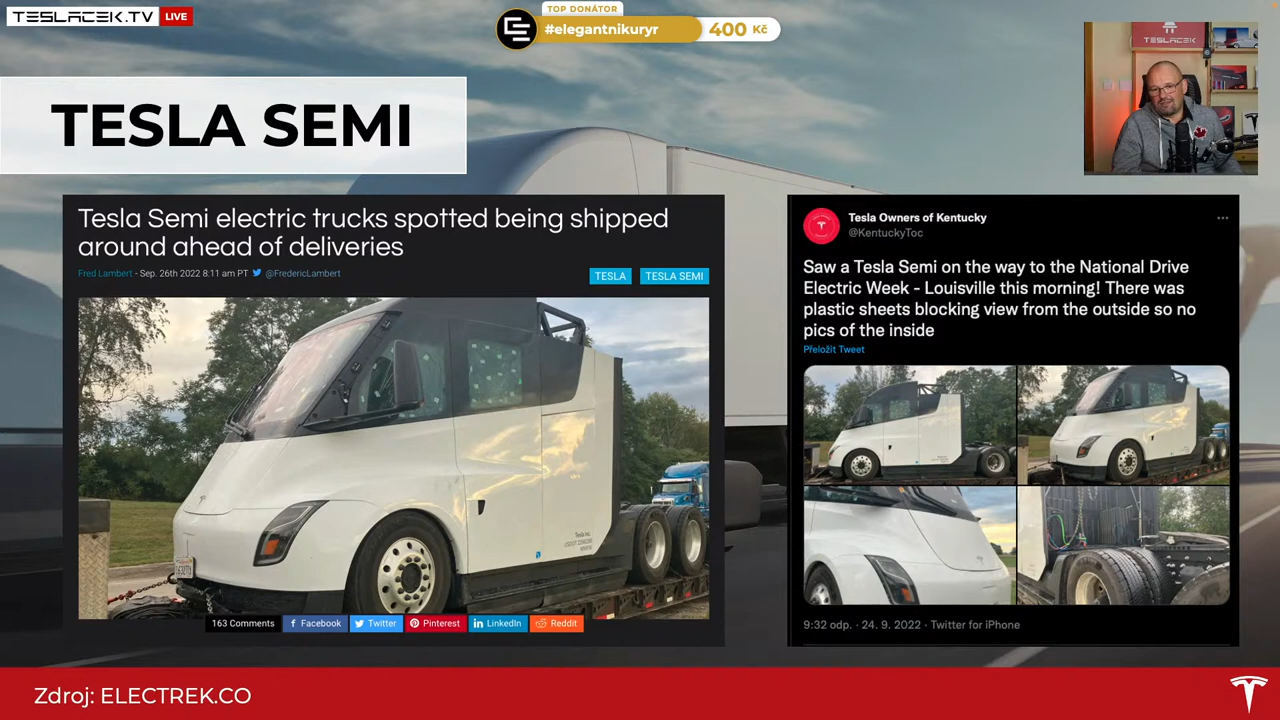 TESLACEK.TV LIVE
TOP DONÁTOR
#elegantnikuryr 400 Kč
TESLACEK
TESLA SEMI
Tesla Semi electric trucks spotted being shipped
around ahead of deliveries
Fred Lambert - Sep. 26th 2022 8:11 am PT @FredericLambert
TESLA TESLA SEMI
163 Comments Facebook Twitter Pinterest LinkedIn Reddit
Tesla Owners of Kentucky
@KentuckyToc
Saw a Tesla Semi on the way to the National Drive
Electric Week - Louisville this morning! There was
plastic sheets blocking view from the outside so no
pics of the inside
Přeložit Tweet
9:32 odp. · 24. 9. 2022 · Twitter for iPhone
Zdroj: ELECTREK.CO